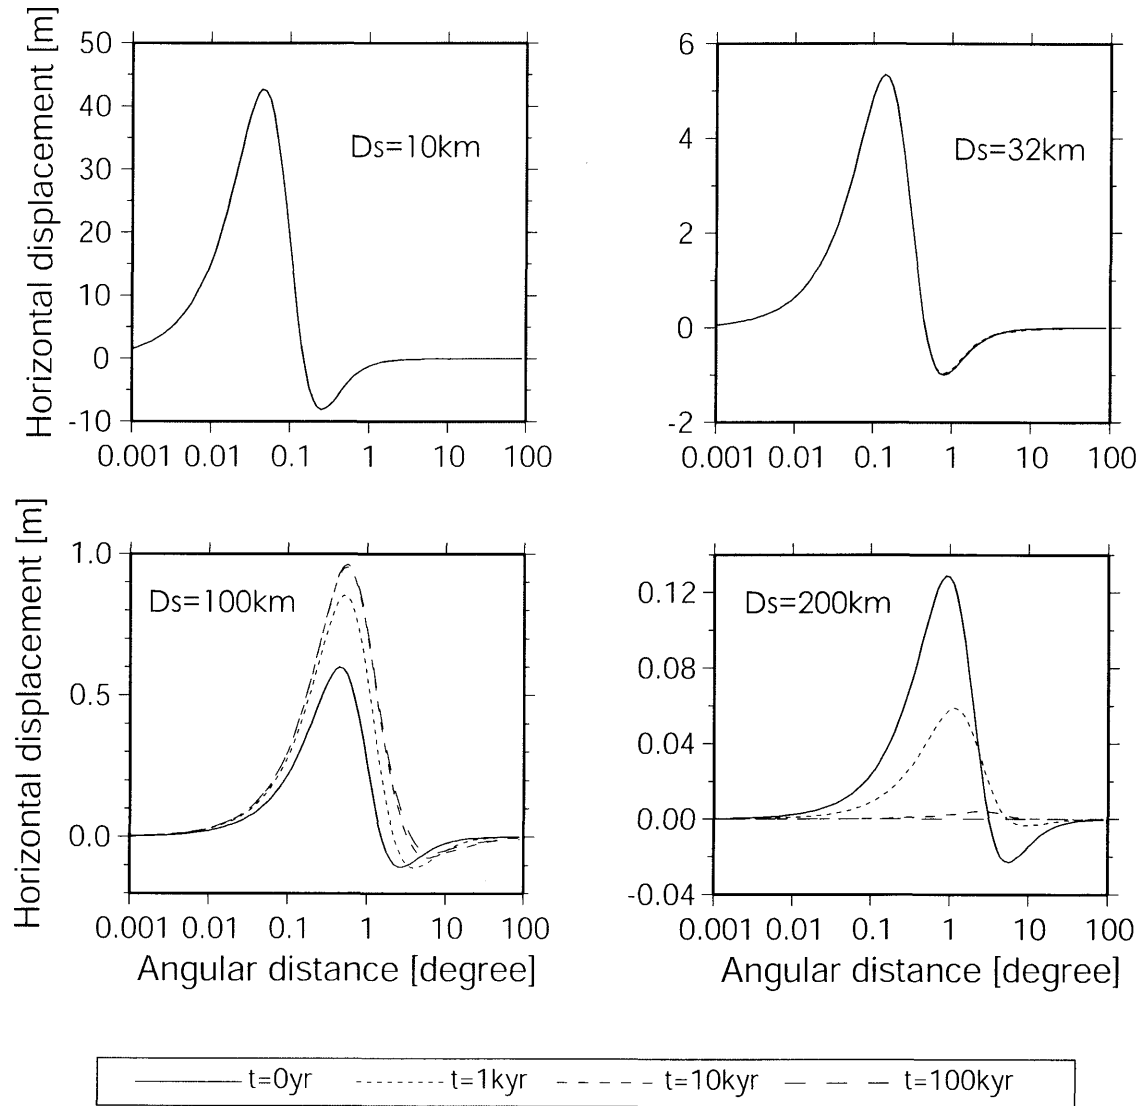 Horizontal displacement [m]
50
40
30
20
10
0
-10
Ds=10km
0.001 0.01 0.1 1 10 100
6
4
2
0
-2
Ds=32km
0.001 0.01 0.1 1 10 100
Horizontal displacement [m]
1.0
0.5
0.0
Ds=100km
0.001 0.01 0.1 1 10 100
Angular distance [degree]
0.12
0.08
0.04
0.00
-0.04
Ds=200km
0.001 0.01 0.1 1 10 100
Angular distance [degree]
t=0yr t=1kyr t=10kyr t=100kyr